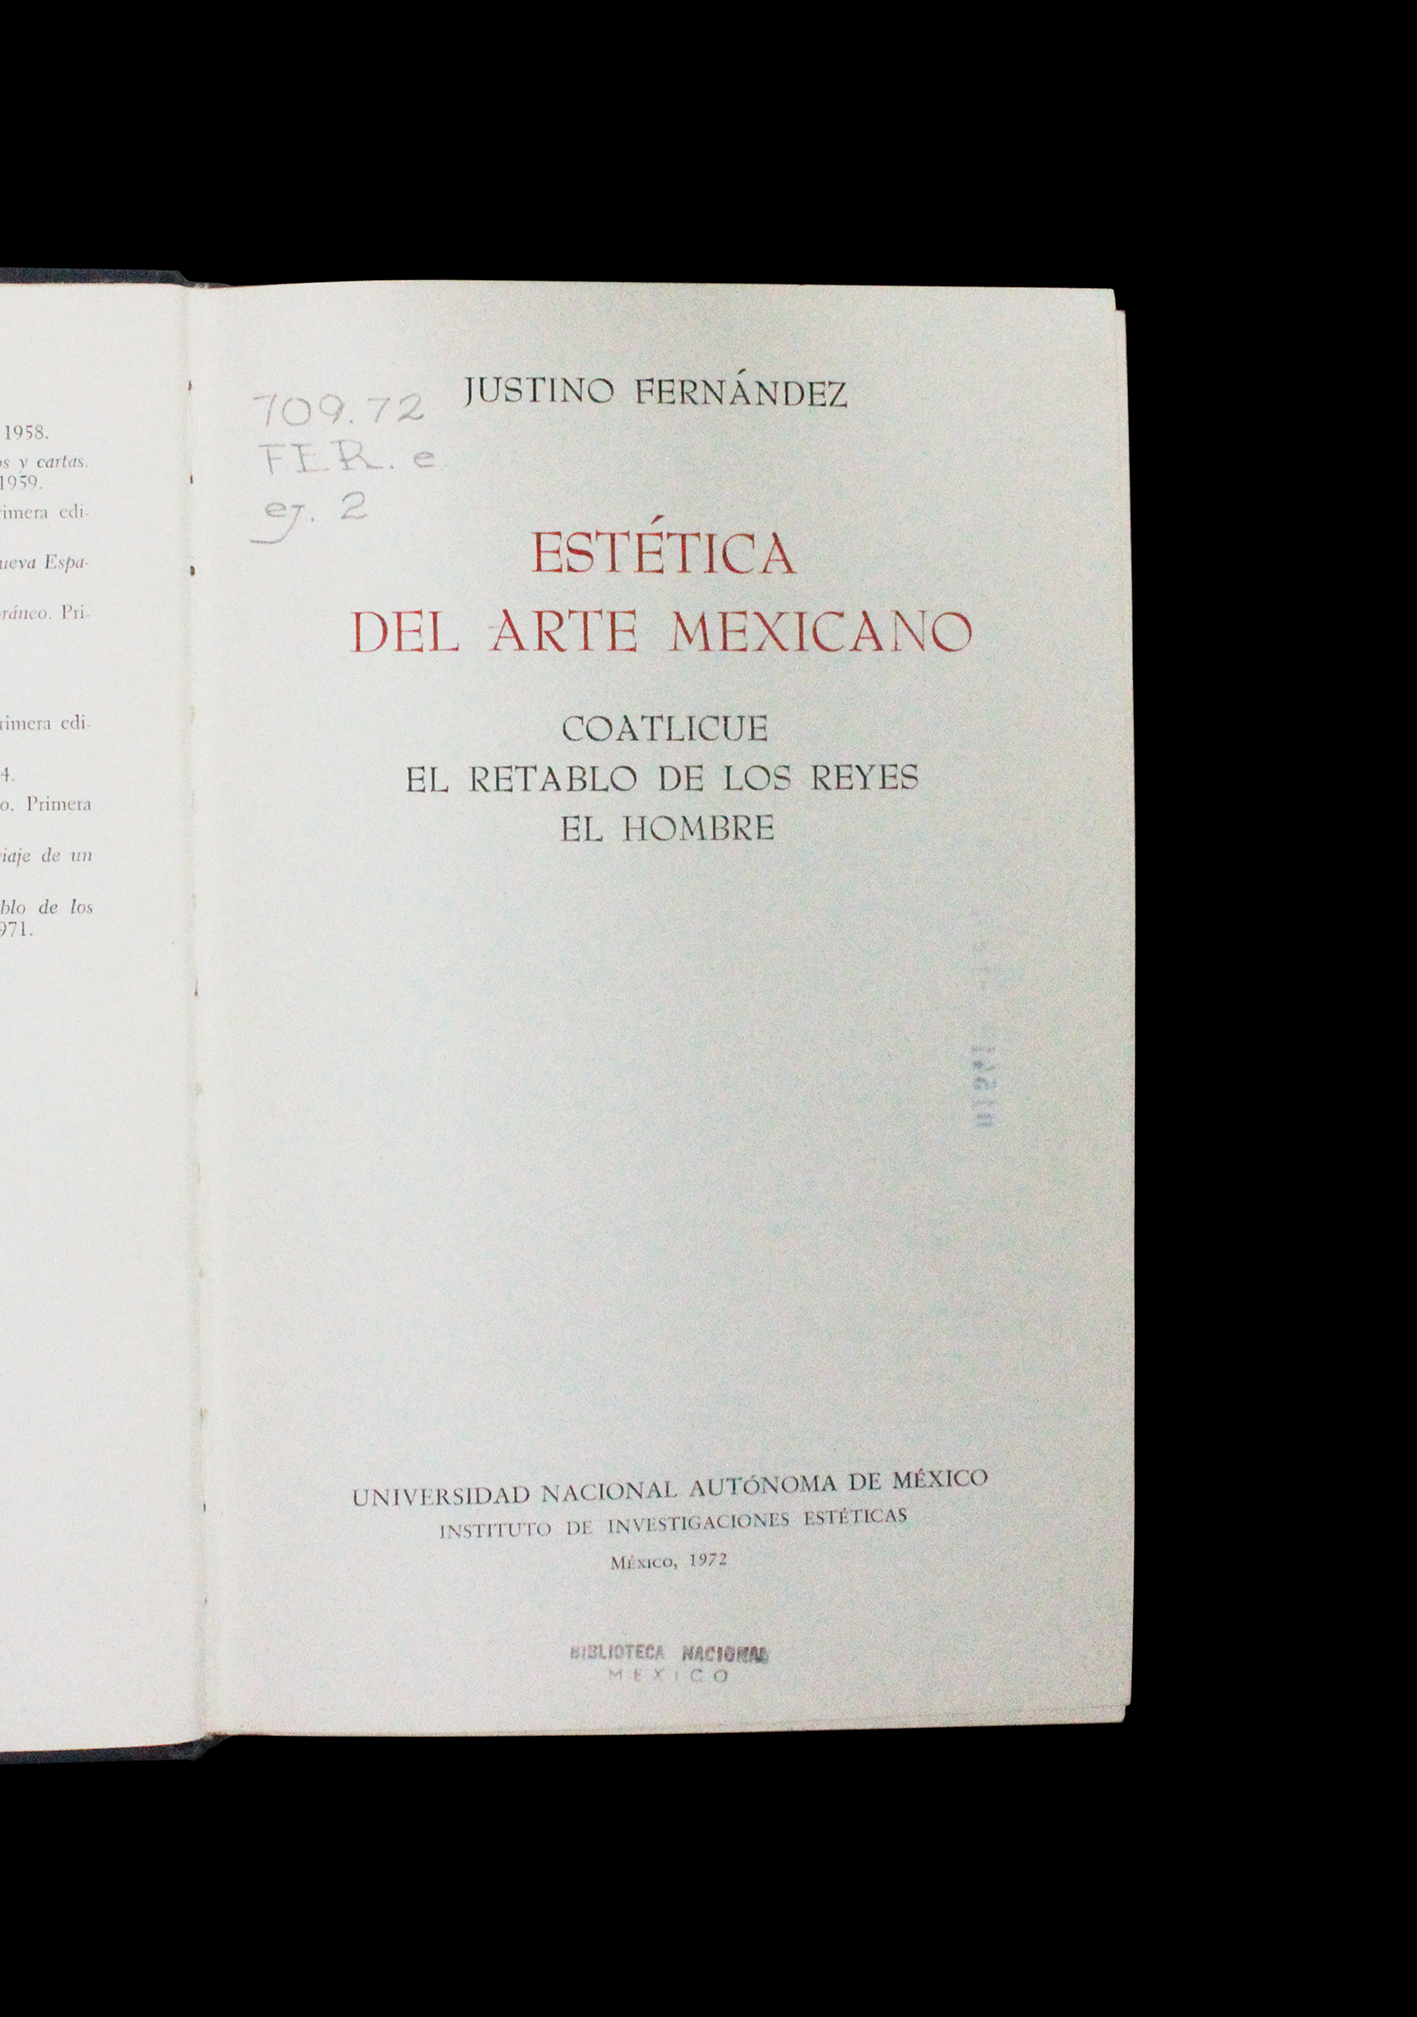 1958.
os y cartas.
1959.
rimera edi-
ueva Espa-
ráneo. Pri-
rimera edi-
4.
o. Primera
iaje de un
blo de los
971.
709.72
FER. e
ej. 2
JUSTINO FERNÁNDEZ
ESTÉTICA
DEL ARTE MEXICANO
COATLICUE
EL RETABLO DE LOS REYES
EL HOMBRE
UNIVERSIDAD NACIONAL AUTÓNOMA DE MÉXICO
INSTITUTO DE INVESTIGACIONES ESTÉTICAS
MÉXICO, 1972
BIBLIOTECA NACIONAL
MEXICO